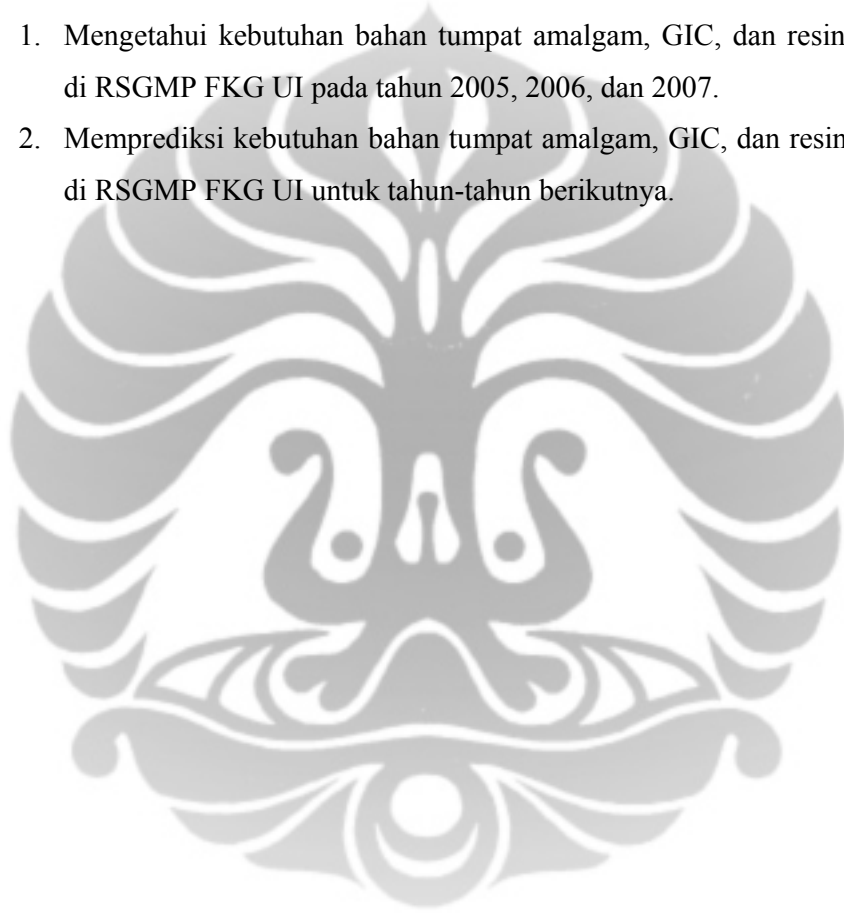 1. Mengetahui kebutuhan bahan tumpat amalgam, GIC, dan resin
di RSGMP FKG UI pada tahun 2005, 2006, dan 2007.
2. Memprediksi kebutuhan bahan tumpat amalgam, GIC, dan resin
di RSGMP FKG UI untuk tahun-tahun berikutnya.